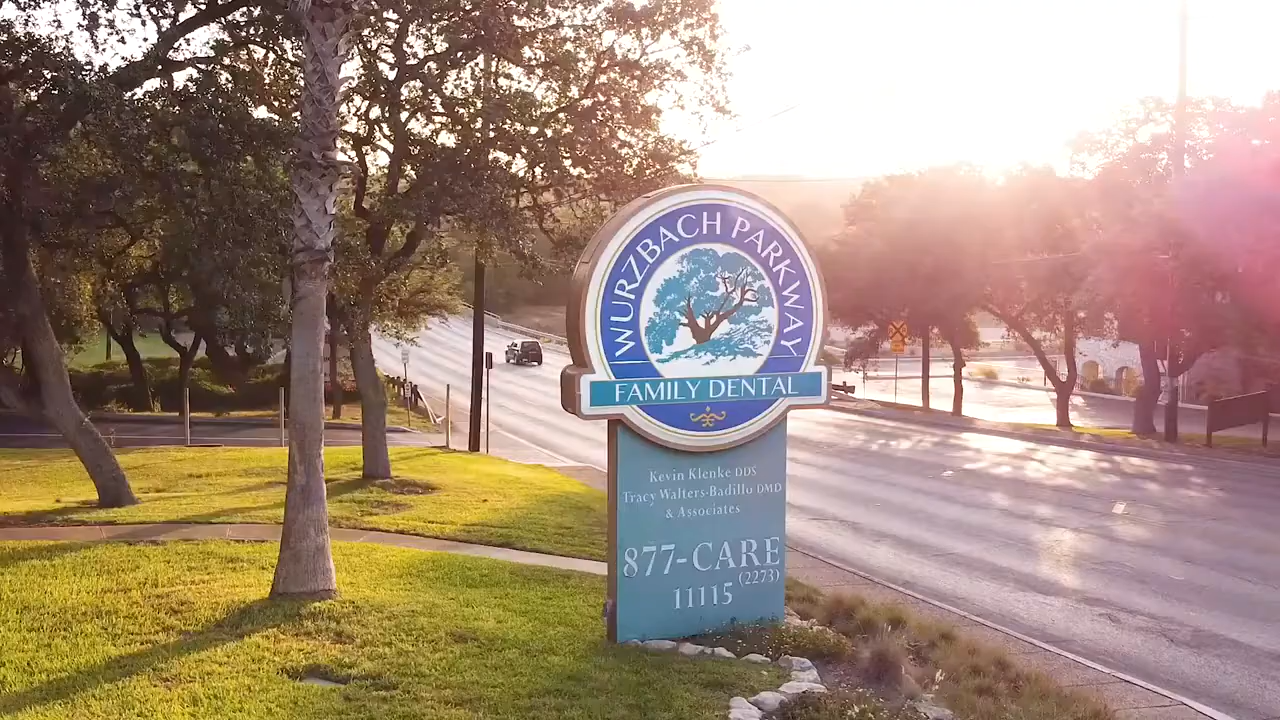 WURZBACH PARKWAY
FAMILY DENTAL
Kevin Klenke DDS
Tracy Walters-Badillo DMD
& Associates
877-CARE
(2273)
11115